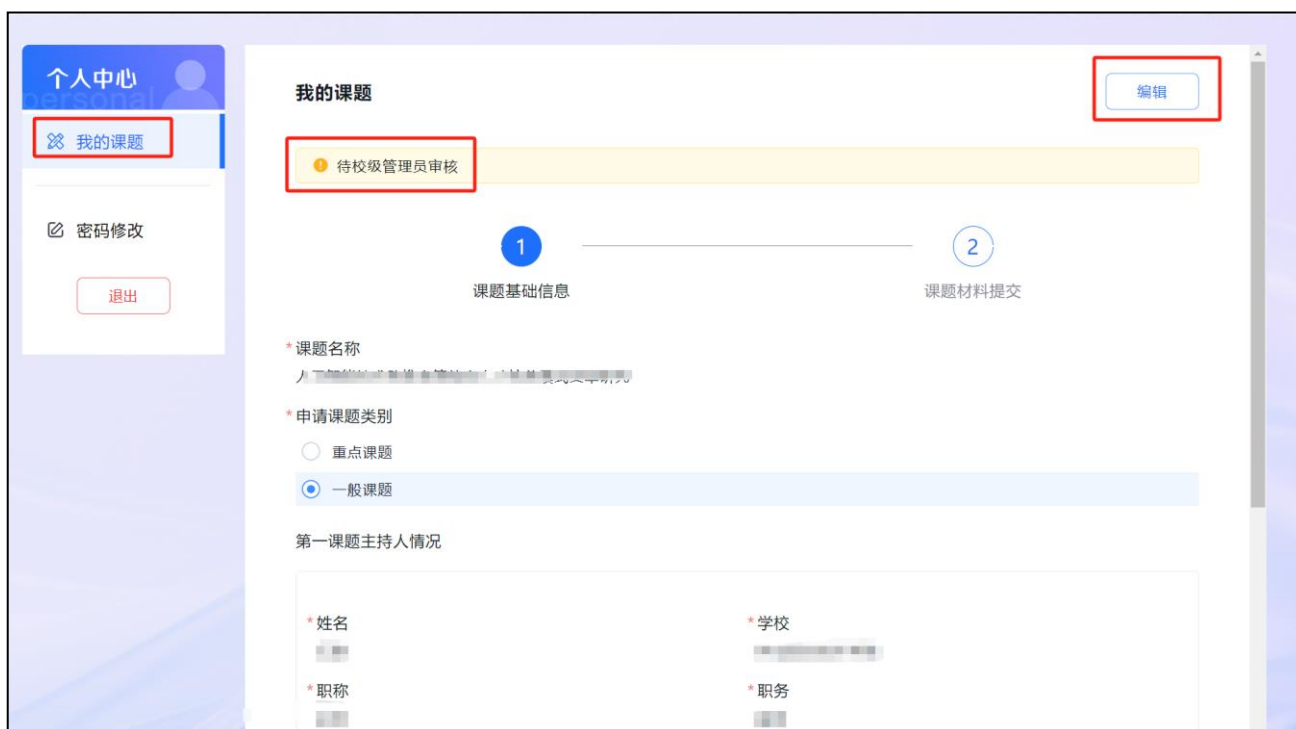 个人中心
personal
我的课题
密码修改
退出
我的课题
编辑
待校级管理员审核
1
2
课题基础信息
课题材料提交
*课题名称
*申请课题类别
重点课题
一般课题
第一课题主持人情况
*姓名
*学校
*职称
*职务